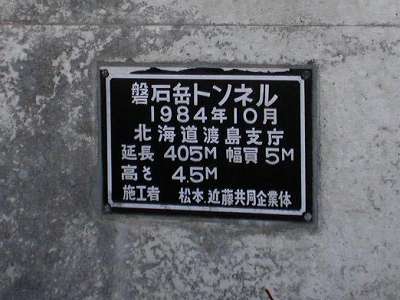 磐石岳トンネル
1984年10月
北海道渡島支庁
延長 405M 幅員 5M
高さ 4.5M
施工者 松本、近藤共同企業体